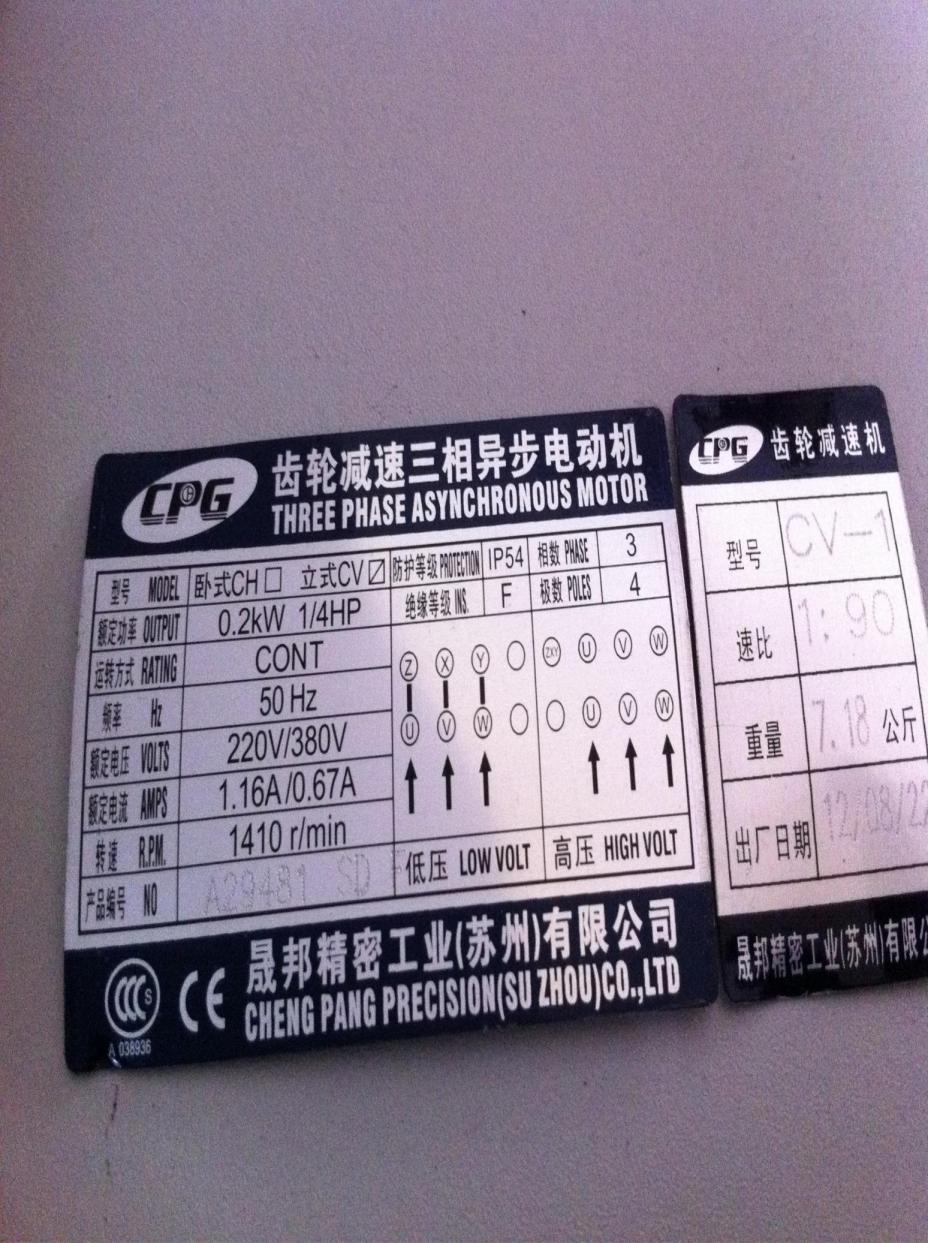 CPG
齿轮减速三相异步电动机
THREE PHASE ASYNCHRONOUS MOTOR
型号 MODEL 卧式CH□ 立式CV☑ 防护等级 PROTECTION IP54 相数 PHASE 3
额定功率 OUTPUT 0.2kW 1/4HP 绝缘等级 INS. F 极数 POLES 4
运转方式 RATING CONT
频率 Hz 50 Hz
额定电压 VOLTS 220V/380V
额定电流 AMPS 1.16A/0.67A
转速 R.P.M. 1410 r/min
产品编号 NO A29481 SD
Z X Y ZXY U V W
U V W U V W
低压 LOW VOLT 高压 HIGH VOLT
CCC S
A 038936
CE
晟邦精密工业(苏州)有限公司
CHENG PANG PRECISION(SU ZHOU)CO.,LTD
CPG 齿轮减速机
型号 CV-1
速比 1:90
重量 7.18 公斤
出厂日期 12/08/22
晟邦精密工业(苏州)有限